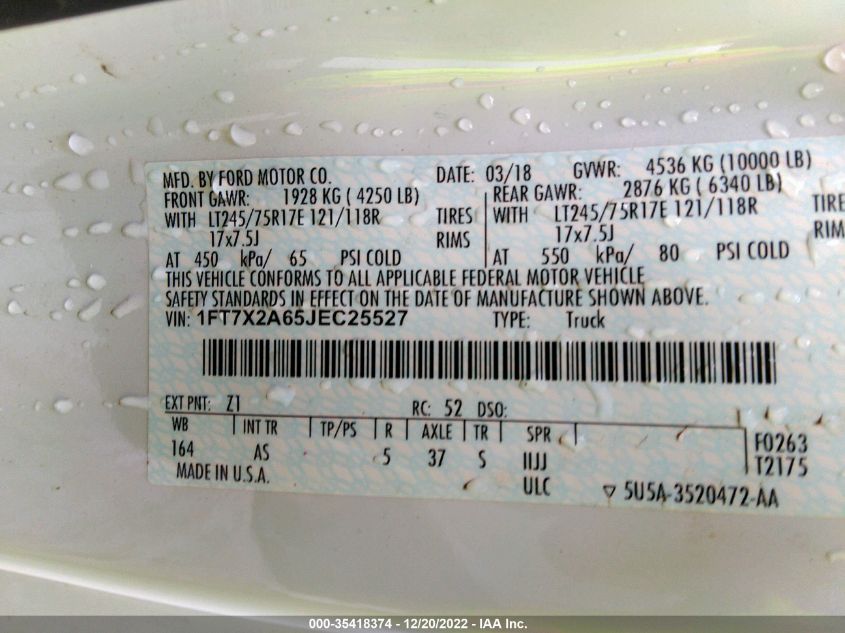 MFD. BY FORD MOTOR CO. DATE: 03/18 GVWR: 4536 KG (10000 LB)
FRONT GAWR: 1928 KG ( 4250 LB) REAR GAWR: 2876 KG ( 6340 LB)
WITH LT245/75R17E 121/118R TIRES WITH LT245/75R17E 121/118R TIRE
17x7.5J RIMS 17x7.5J RIM
AT 450 kPa/ 65 PSI COLD AT 550 kPa/ 80 PSI COLD
THIS VEHICLE CONFORMS TO ALL APPLICABLE FEDERAL MOTOR VEHICLE
SAFETY STANDARDS IN EFFECT ON THE DATE OF MANUFACTURE SHOWN ABOVE.
VIN: 1FT7X2A65JEC25527 TYPE: Truck
EXT PNT: Z1 RC: 52 DSO:
WB INT TR TP/PS R AXLE TR SPR F0263
164 AS 5 37 S IIJJ T2175
MADE IN U.S.A. ULC ▽ 5U5A-3520472-AA
000-35418374 - 12/20/2022 - IAA Inc.